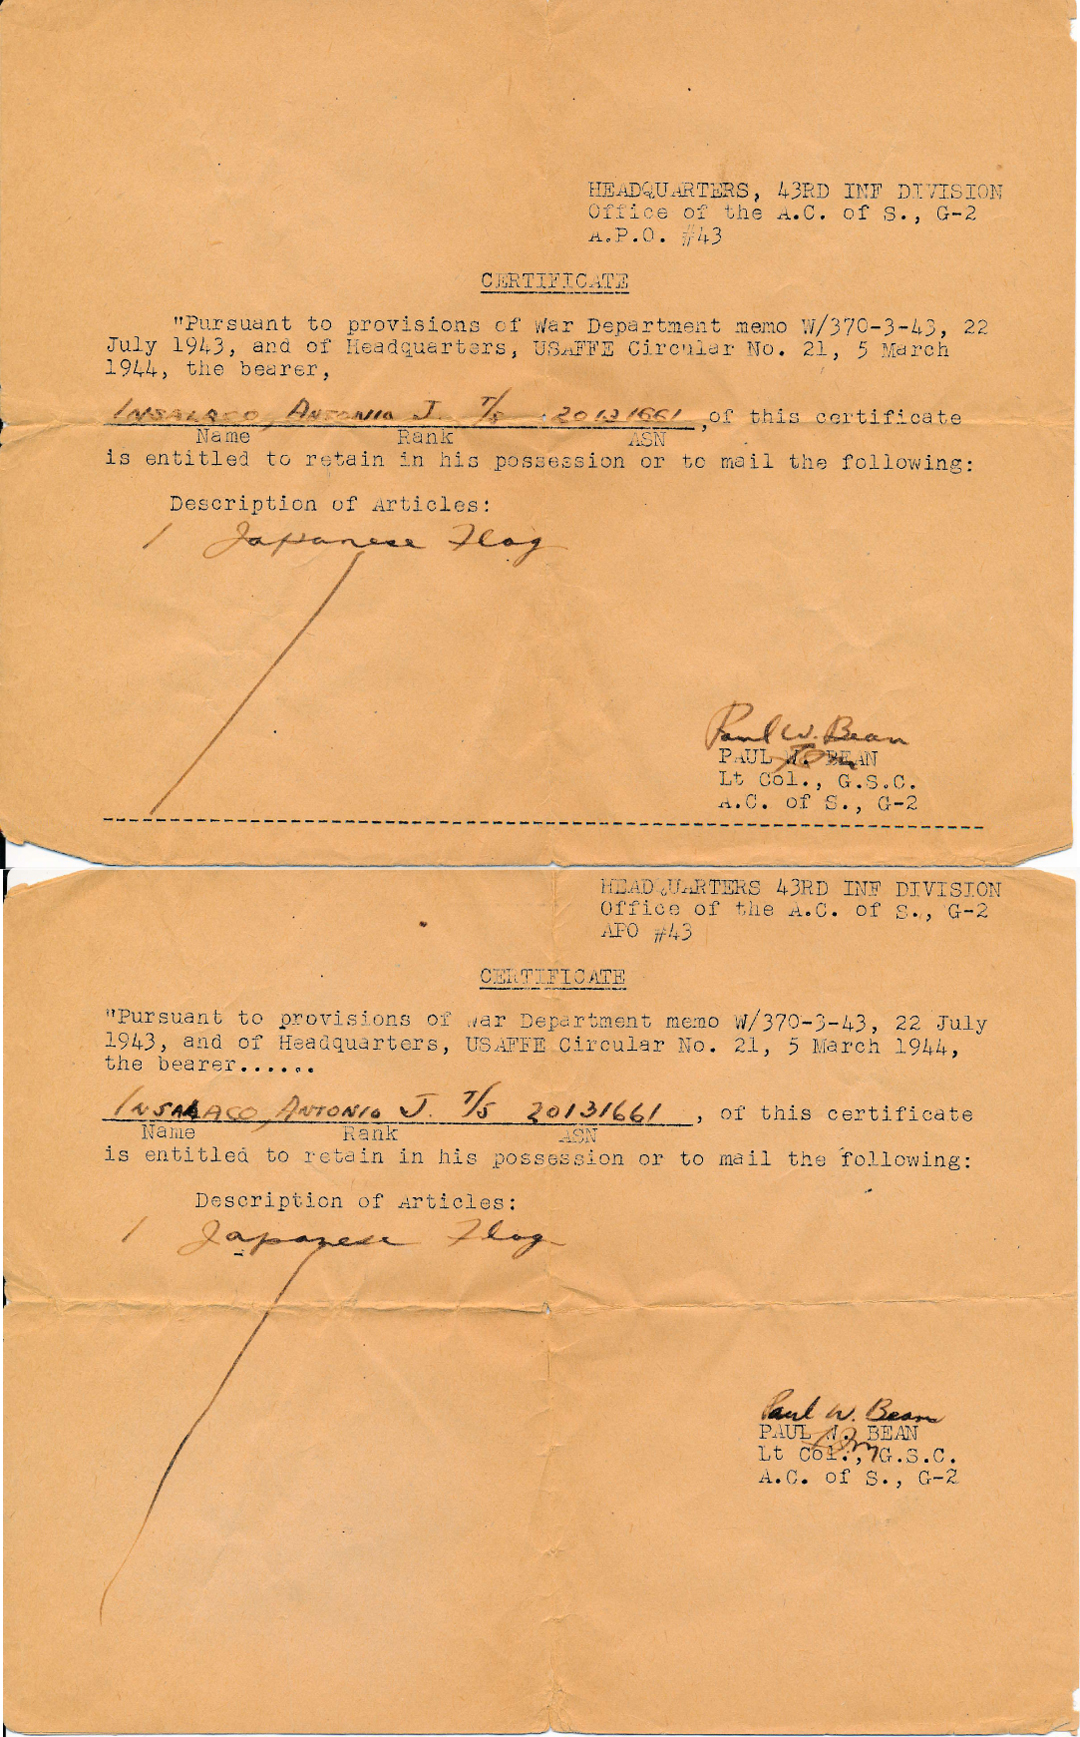 HEADQUARTERS, 43RD INF DIVISION
Office of the A.C. of S., G-2
A.P.O. #43
CERTIFICATE
"Pursuant to provisions of War Department memo W/370-3-43, 22
July 1943, and of Headquarters, USAFFE Circular No. 21, 5 March
1944, the bearer,
INSALACO, ANTONIO J. T/5 20131661 ,of this certificate
Name Rank ASN
is entitled to retain in his possession or to mail the following:
Description of Articles:
1 Japanese Flag
Paul W. Bean
PAUL W. BEAN
Lt Col., G.S.C.
A.C. of S., G-2
HEADQUARTERS 43RD INF DIVISION
Office of the A.C. of S., G-2
APO #43
CERTIFICATE
"Pursuant to provisions of War Department memo W/370-3-43, 22 July
1943, and of Headquarters, USAFFE Circular No. 21, 5 March 1944,
the bearer......
INSALACO, ANTONIO J. T/5 20131661 , of this certificate
Name Rank ASN
is entitled to retain in his possession or to mail the following:
Description of Articles:
1 Japanese Flag
Paul W. Bean
PAUL W. BEAN
Lt Col., G.S.C.
A.C. of S., G-2